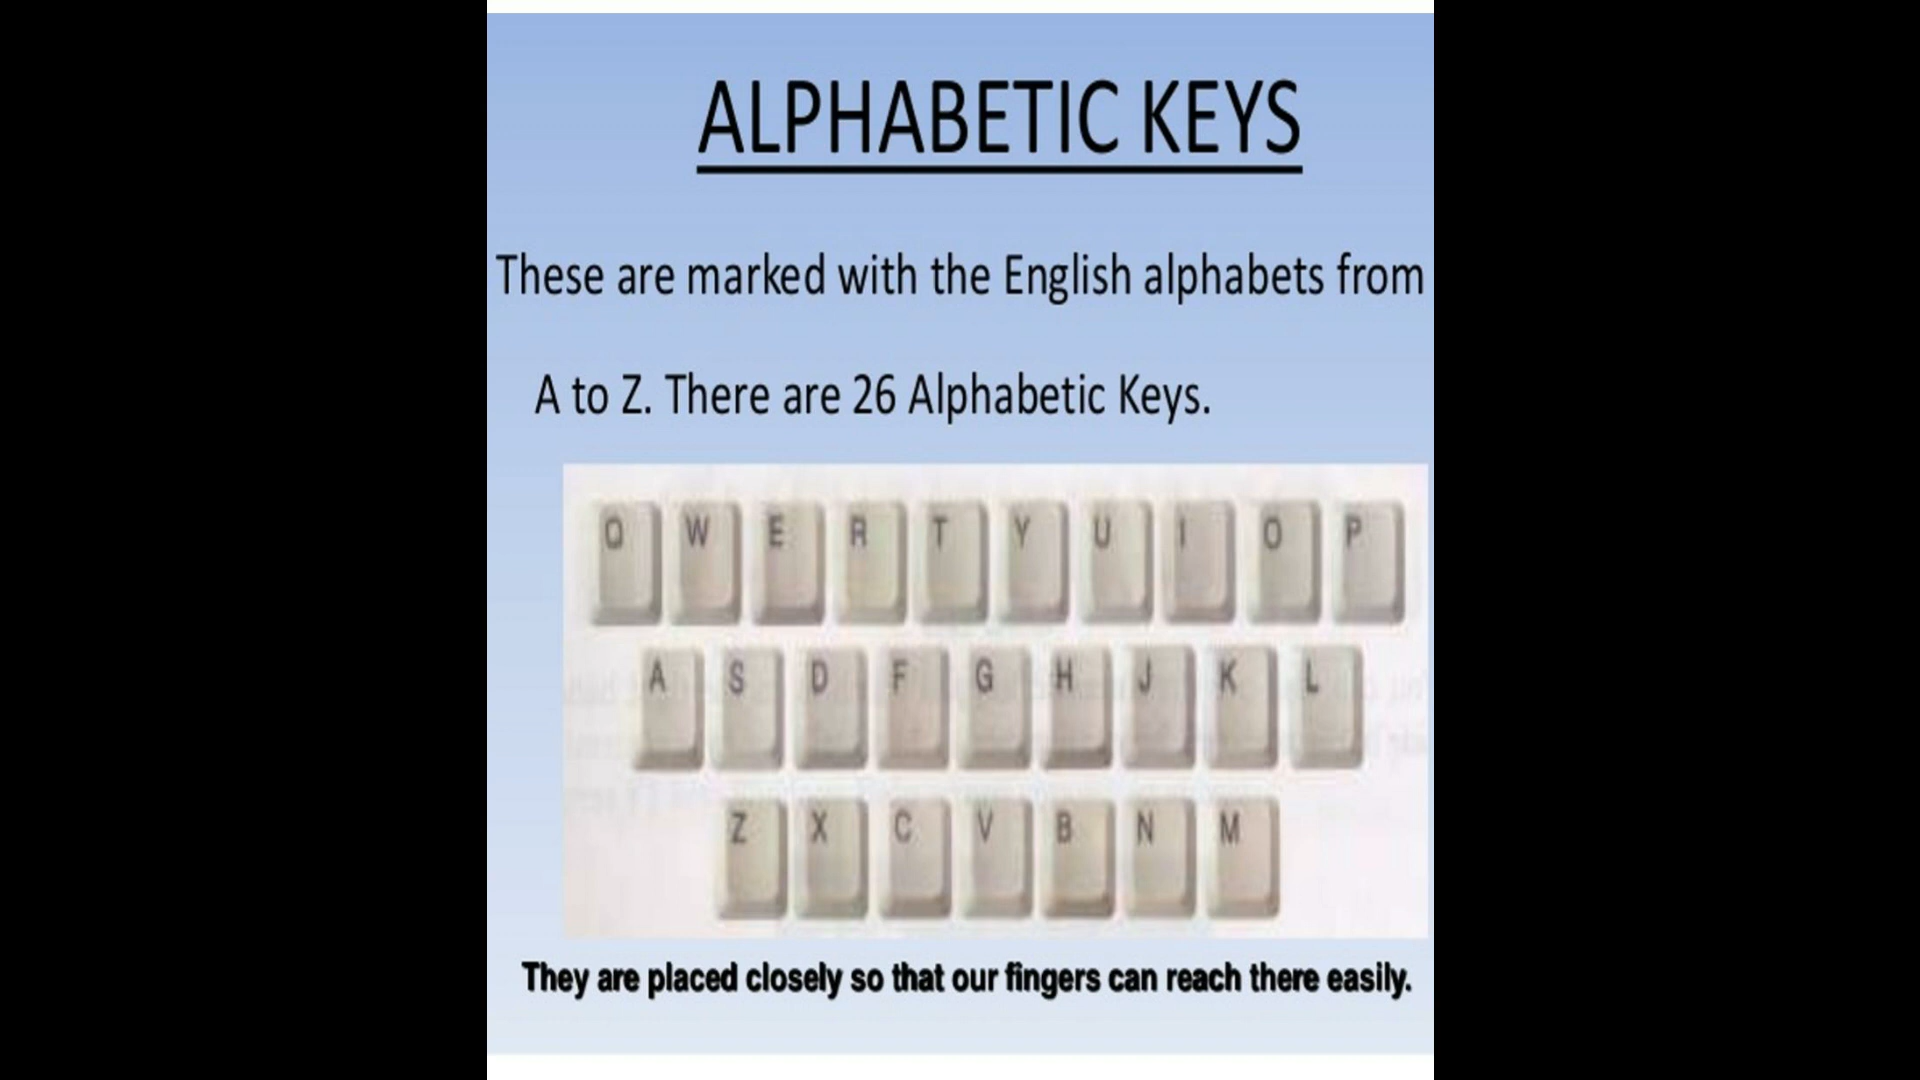 ALPHABETIC KEYS
These are marked with the English alphabets from
A to Z. There are 26 Alphabetic Keys.
Q W E R T Y U I O P
A S D F G H J K L
Z X C V B N M
They are placed closely so that our fingers can reach there easily.